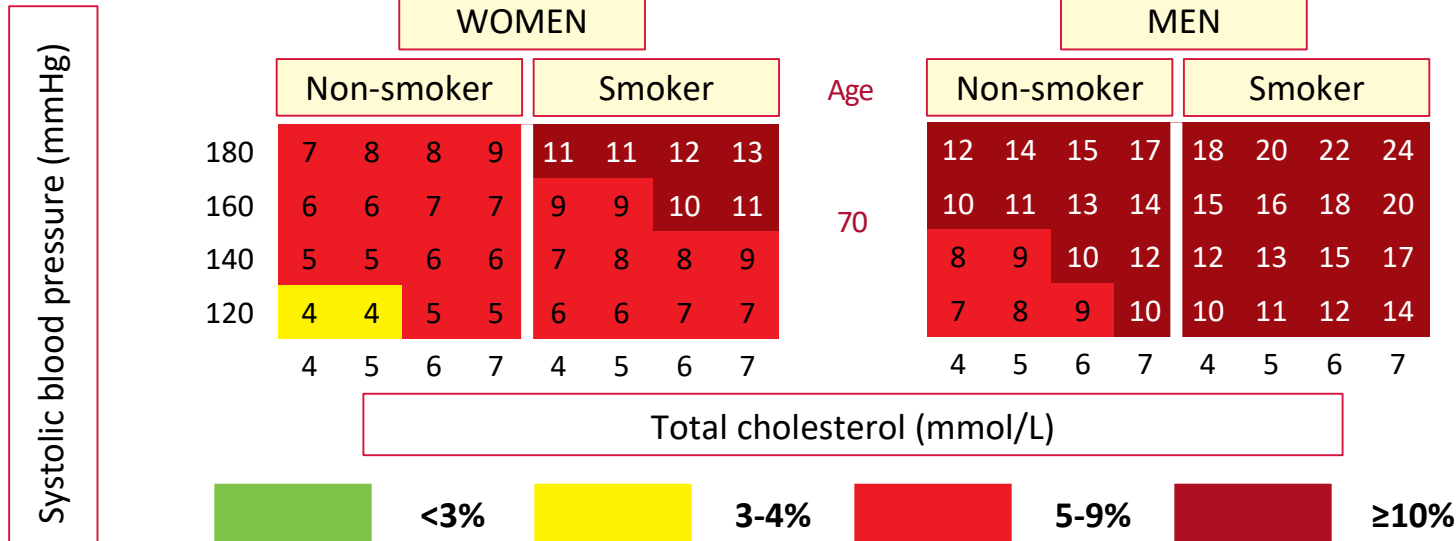 Systolic blood pressure (mmHg)
WOMEN MEN
Non-smoker Smoker Age Non-smoker Smoker
180 7 8 8 9 11 11 12 13 12 14 15 17 18 20 22 24
160 6 6 7 7 9 9 10 11 70 10 11 13 14 15 16 18 20
140 5 5 6 6 7 8 8 9 8 9 10 12 12 13 15 17
120 4 4 5 5 6 6 7 7 7 8 9 10 10 11 12 14
4 5 6 7 4 5 6 7 4 5 6 7 4 5 6 7
Total cholesterol (mmol/L)
<3% 3-4% 5-9% ≥10%